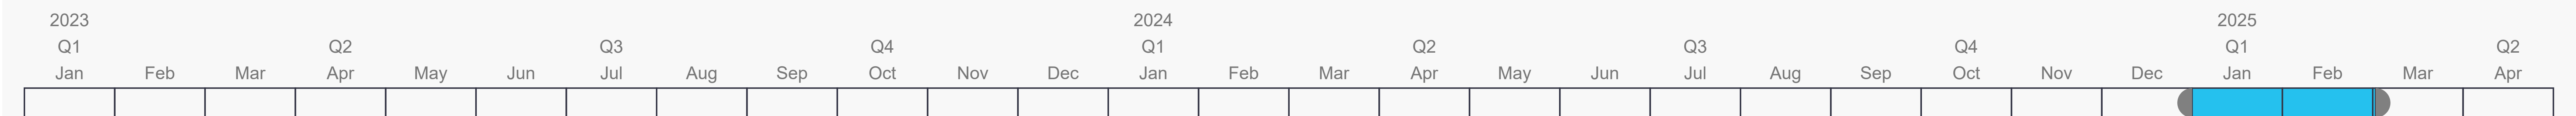 2023 2024 2025
Q1 Q2 Q3 Q4 Q1 Q2 Q3 Q4 Q1 Q2
Jan Feb Mar Apr May Jun Jul Aug Sep Oct Nov Dec Jan Feb Mar Apr May Jun Jul Aug Sep Oct Nov Dec Jan Feb Mar Apr